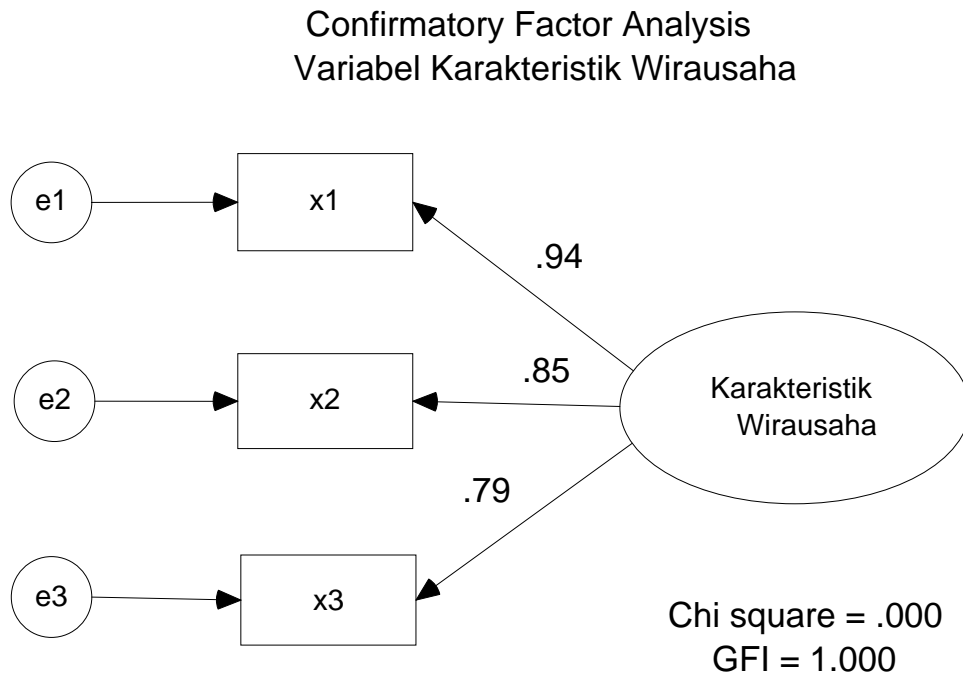 Confirmatory Factor Analysis
Variabel Karakteristik Wirausaha
e1
x1
.94
e2
x2
.85
Karakteristik
Wirausaha
.79
e3
x3
Chi square = .000
GFI = 1.000